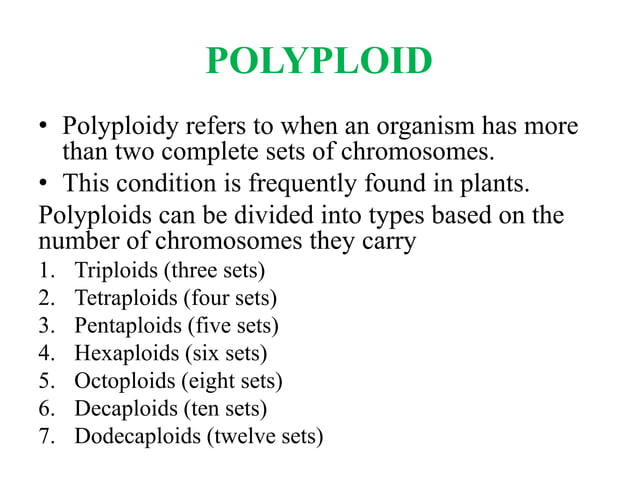 POLYPLOID
• Polyploidy refers to when an organism has more
than two complete sets of chromosomes.
• This condition is frequently found in plants.
Polyploids can be divided into types based on the
number of chromosomes they carry
1. Triploids (three sets)
2. Tetraploids (four sets)
3. Pentaploids (five sets)
4. Hexaploids (six sets)
5. Octoploids (eight sets)
6. Decaploids (ten sets)
7. Dodecaploids (twelve sets)